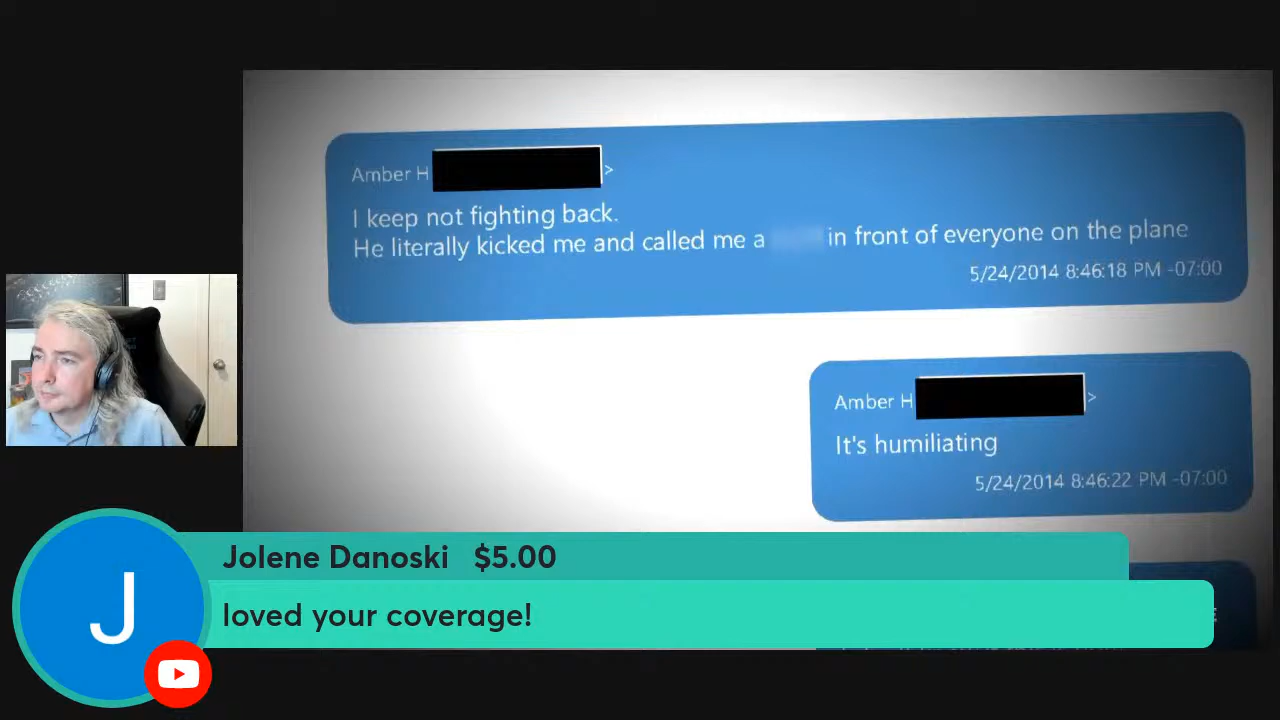 Amber H >
I keep not fighting back.
He literally kicked me and called me a in front of everyone on the plane
5/24/2014 8:46:18 PM -07:00
Amber H >
It's humiliating
5/24/2014 8:46:22 PM -07:00
Jolene Danoski $5.00
loved your coverage!
J